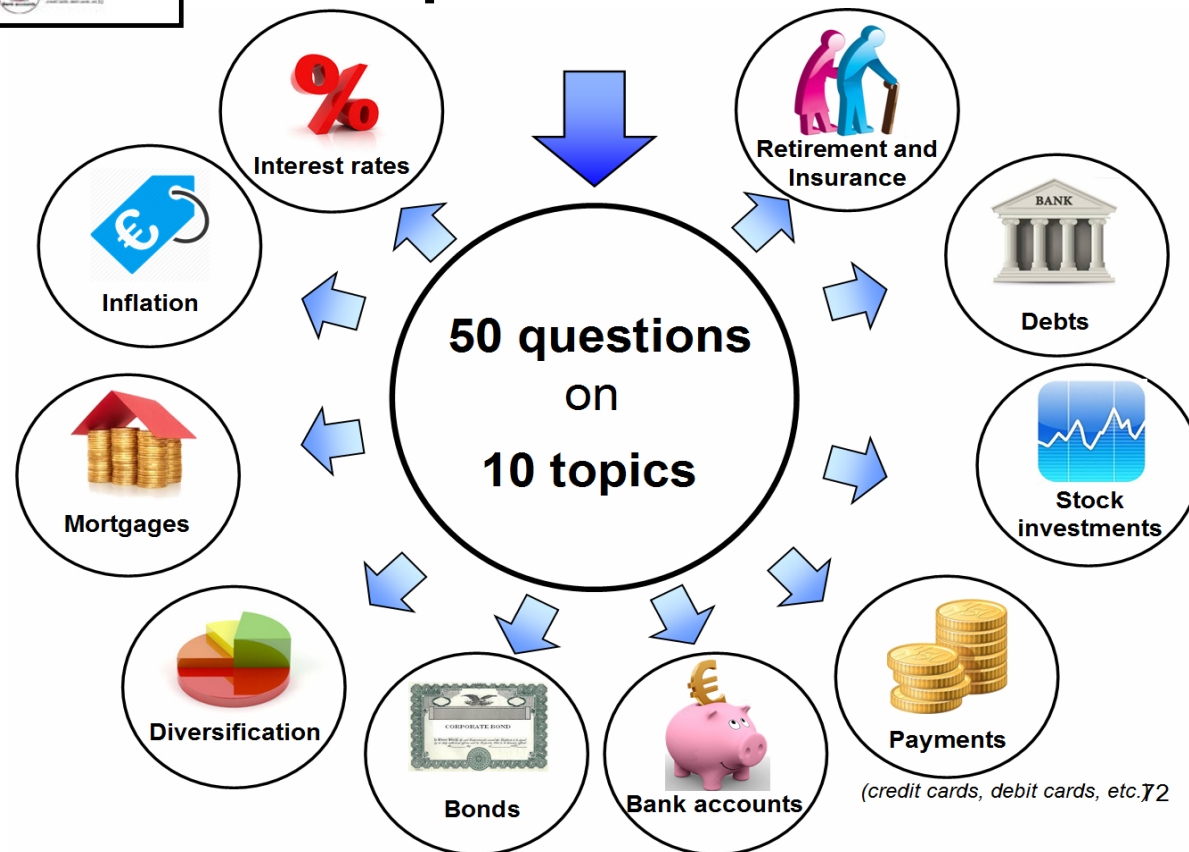 Interest rates
Retirement and
Insurance
BANK
Debts
Inflation
50 questions
on
10 topics
Mortgages
Stock
investments
Diversification
CORPORATE BOND
Bonds
Bank accounts
Payments
(credit cards, debit cards, etc.)
72